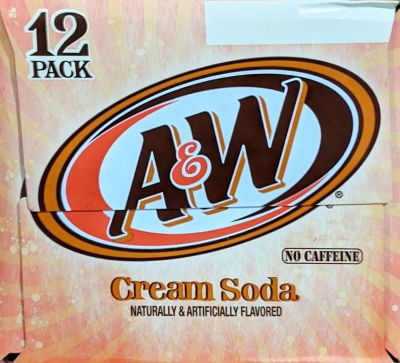 12
PACK
A&W
®
NO CAFFEINE
Cream Soda
NATURALLY & ARTIFICIALLY FLAVORED